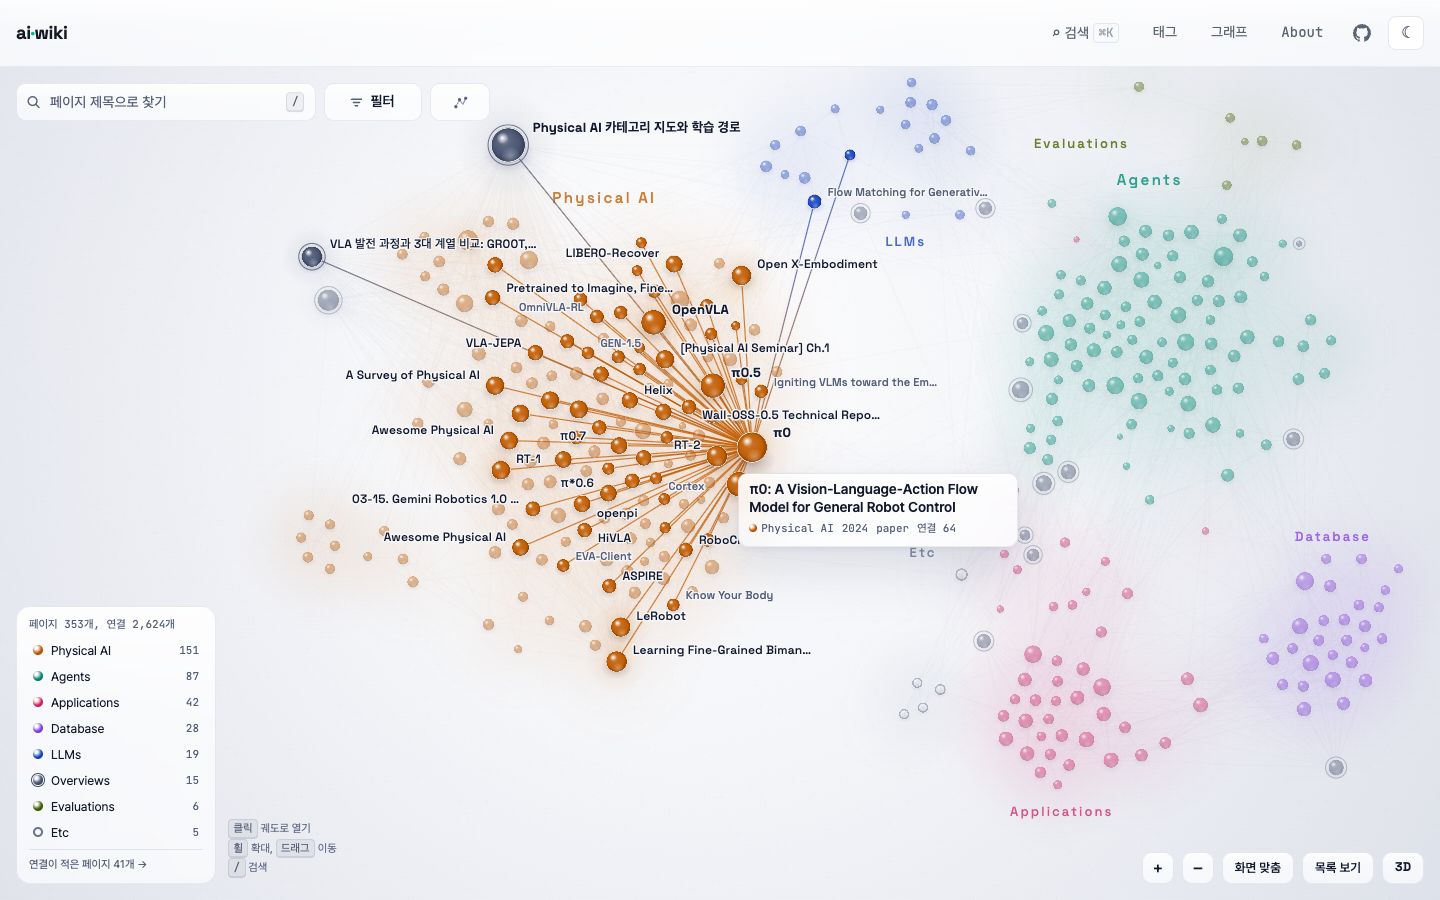 ai·wiki
검색 ⌘K
태그
그래프
About
페이지 제목으로 찾기 /
필터
Physical AI 카테고리 지도와 학습 경로
Evaluations
Agents
Physical AI
Flow Matching for Generativ...
LLMs
VLA 발전 과정과 3대 계열 비교: GROOT,...
LIBERO-Recover
Open X-Embodiment
Pretrained to Imagine, Fine...
OmniVLA-RL
OpenVLA
VLA-JEPA
GEN-1.5
[Physical AI Seminar] Ch.1
A Survey of Physical AI
π0.5
Igniting VLMs toward the Em...
Helix
Wall-OSS-0.5 Technical Repo...
Awesome Physical AI
π0.7
RT-2
π0
RT-1
π*0.6
Cortex
π0: A Vision-Language-Action Flow
Model for General Robot Control
Physical AI 2024 paper 연결 64
03-15. Gemini Robotics 1.0 ...
openpi
Awesome Physical AI
HiVLA
Database
EVA-Client
Etc
ASPIRE
Know Your Body
LeRobot
Learning Fine-Grained Biman...
페이지 353개, 연결 2,624개
Physical AI 151
Agents 87
Applications 42
Database 28
LLMs 19
Overviews 15
Evaluations 6
Etc 5
연결이 적은 페이지 41개 →
Applications
클릭 궤도로 열기
휠 확대, 드래그 이동
/ 검색
+
−
화면 맞춤
목록 보기
3D